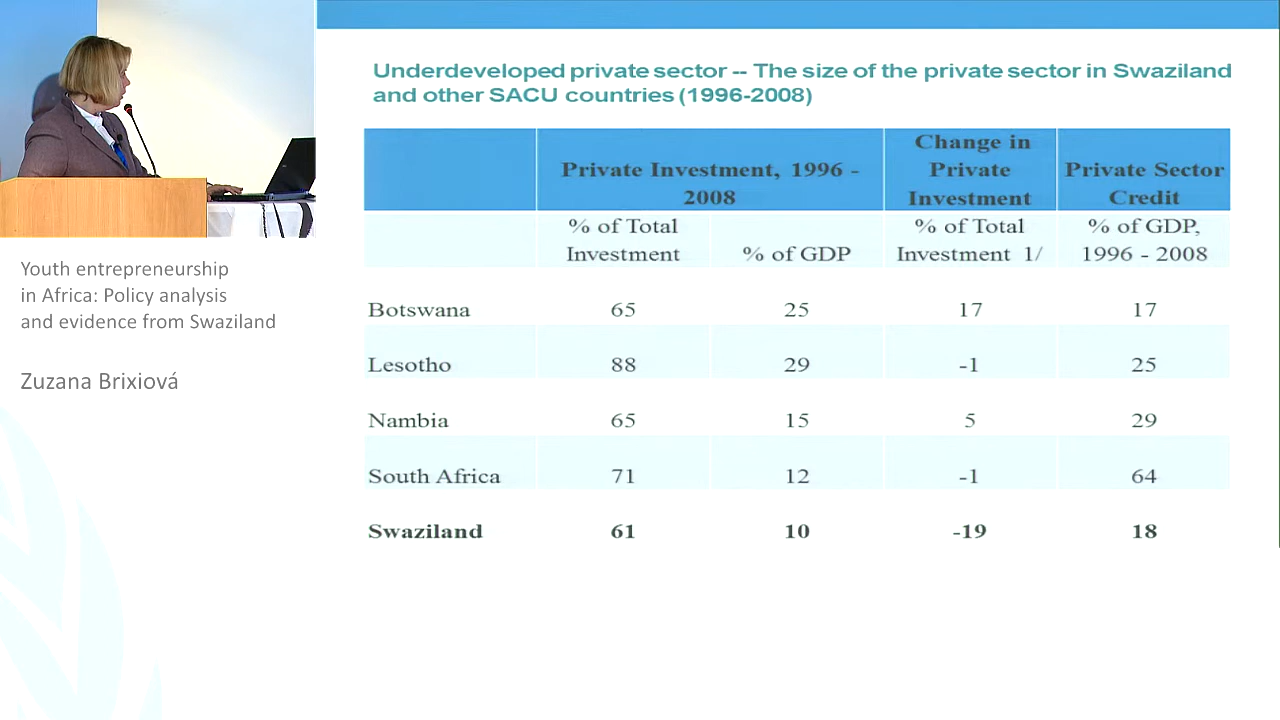 Underdeveloped private sector -- The size of the private sector in Swaziland
and other SACU countries (1996-2008)
Private Investment, 1996 -
2008
Change in
Private
Investment
Private Sector
Credit
% of Total
Investment
% of GDP
% of Total
Investment 1/
% of GDP,
1996 - 2008
Botswana 65 25 17 17
Lesotho 88 29 -1 25
Nambia 65 15 5 29
South Africa 71 12 -1 64
Swaziland 61 10 -19 18
Youth entrepreneurship
in Africa: Policy analysis
and evidence from Swaziland
Zuzana Brixiová